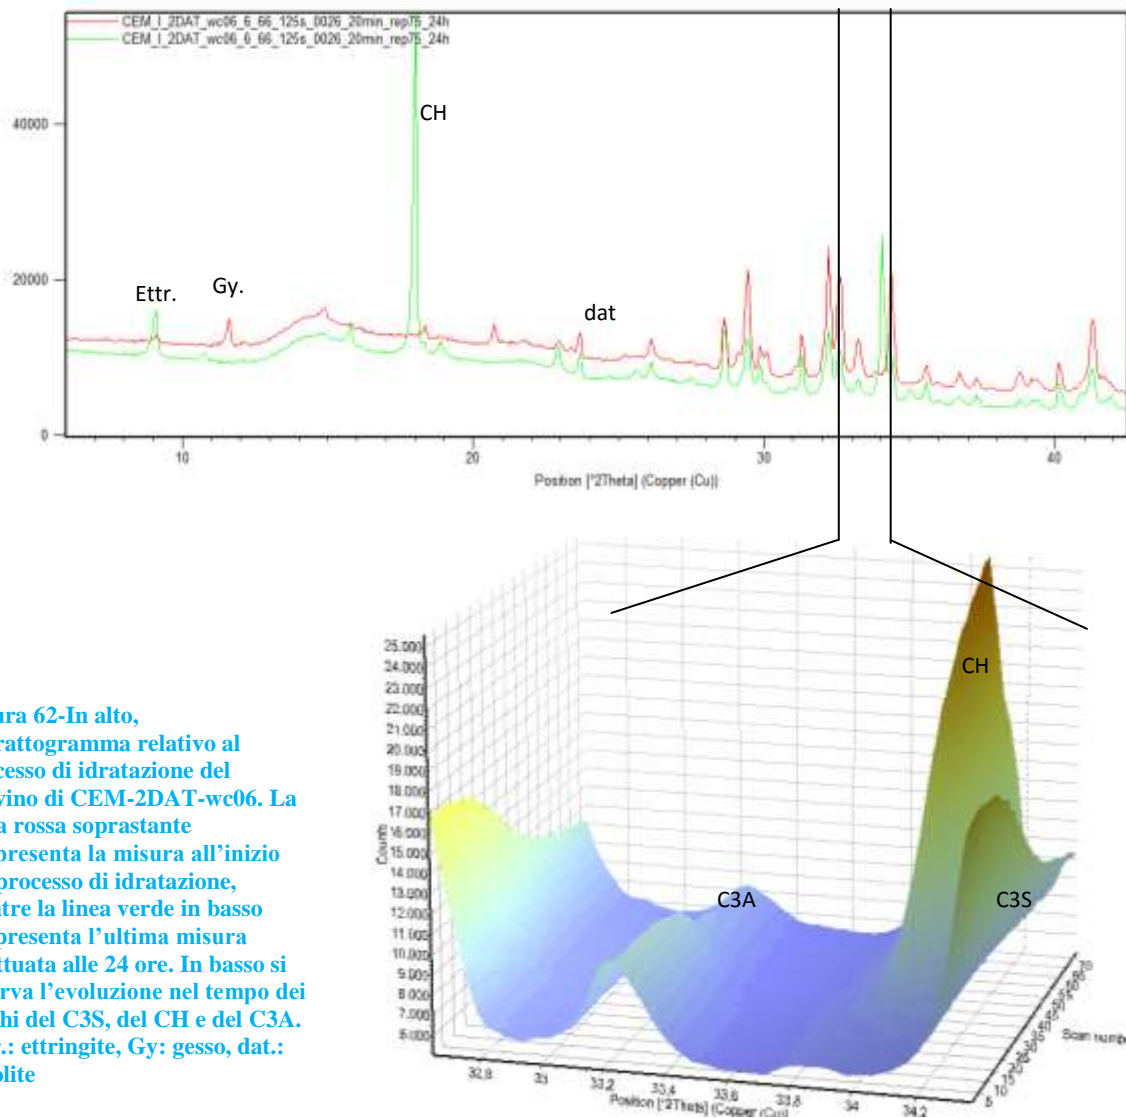 CEM_I_2DAT_wc06_6_66_125s_0026_20min_rep75_24h
CEM_I_2DAT_wc06_6_66_125s_0026_20min_rep75_24h
40000
20000
0
CH
Ettr.
Gy.
dat
10
20
30
40
Position [°2Theta] (Copper (Cu))
25.000
24.000
23.000
22.000
21.000
20.000
19.000
18.000
17.000
16.000
15.000
14.000
13.000
12.000
11.000
10.000
9.000
8.000
7.000
6.000
Counts
CH
C3A
C3S
32,8
33
33,2
33,4
33,6
33,8
34
34,2
Position [°2Theta] (Copper (Cu))
5
10
Scan numbe
ura 62-In alto,
rattogramma relativo al
cesso di idratazione del
vino di CEM-2DAT-wc06. La
a rossa soprastante
presenta la misura all'inizio
processo di idratazione,
ntre la linea verde in basso
presenta l'ultima misura
ttuata alle 24 ore. In basso si
erva l'evoluzione nel tempo dei
hi del C3S, del CH e del C3A.
r.: ettringite, Gy: gesso, dat.:
olite